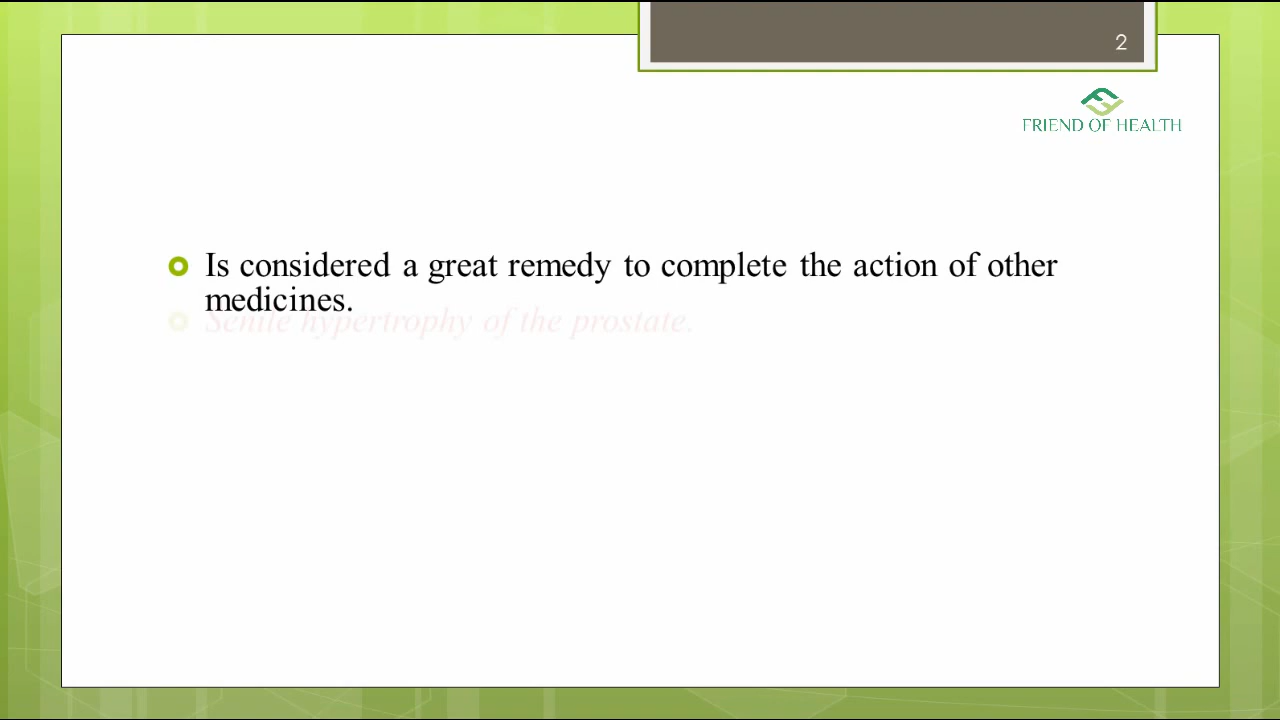 2
FRIEND OF HEALTH
Is considered a great remedy to complete the action of other
medicines.
Senile hypertrophy of the prostate.